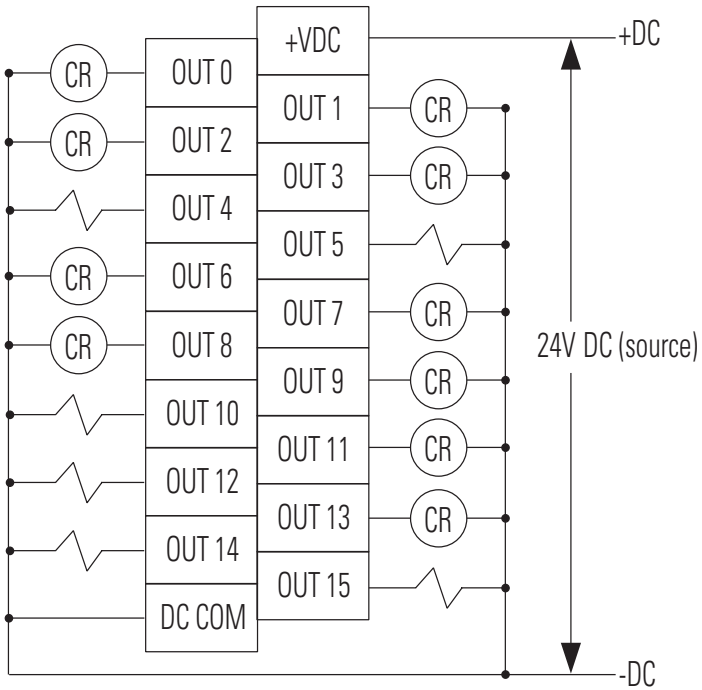 +VDC
+DC
CR
OUT 0
OUT 1
CR
CR
OUT 2
OUT 3
CR
OUT 4
OUT 5
CR
OUT 6
OUT 7
CR
CR
OUT 8
24V DC (source)
OUT 9
CR
OUT 10
OUT 11
CR
OUT 12
OUT 13
CR
OUT 14
OUT 15
DC COM
-DC